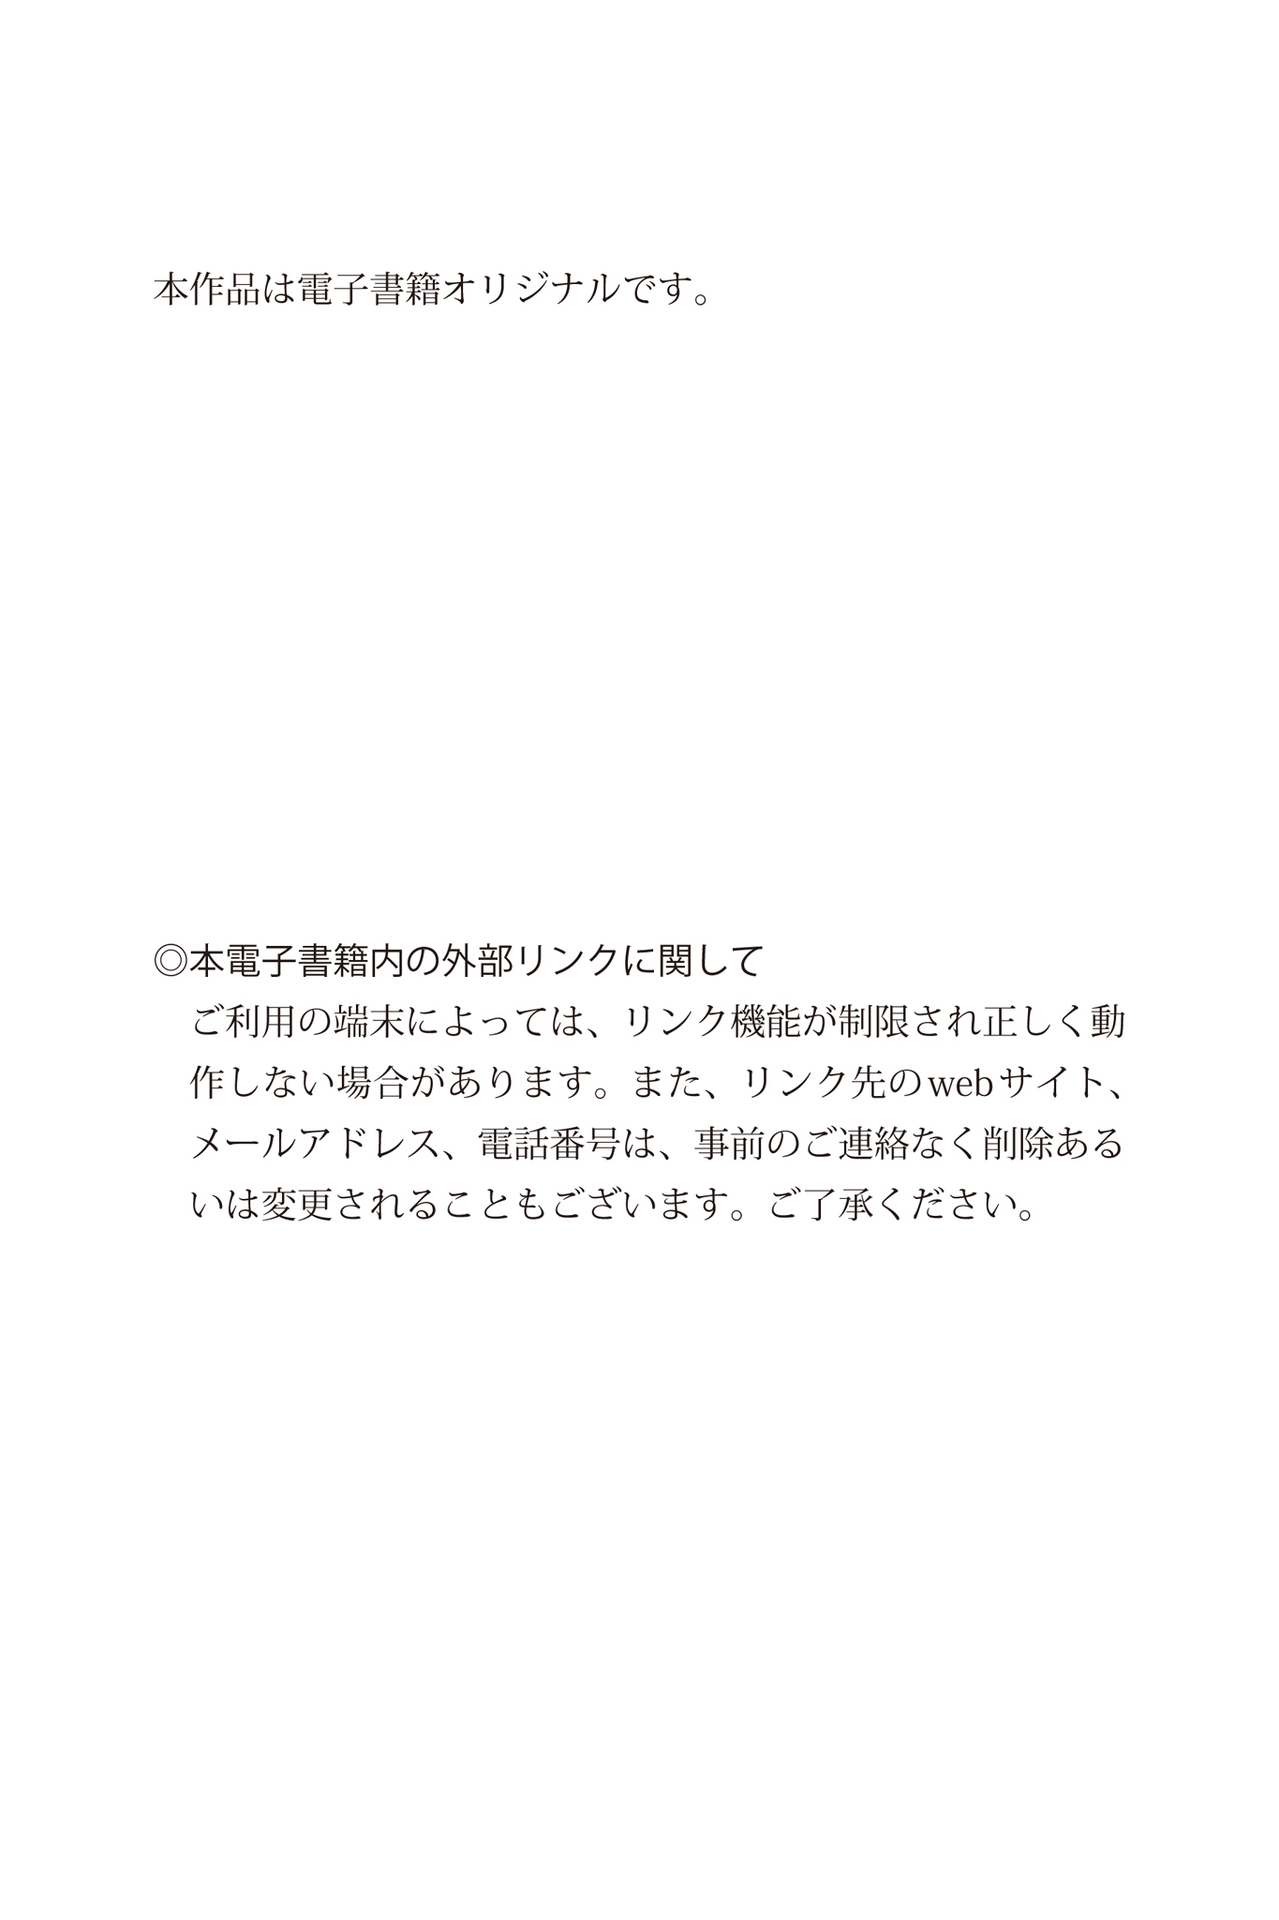 本作品は電子書籍オリジナルです。
◎本電子書籍内の外部リンクに関して
ご利用の端末によっては、リンク機能が制限され正しく動
作しない場合があります。また、リンク先のwebサイト、
メールアドレス、電話番号は、事前のご連絡なく削除ある
いは変更されることもございます。ご了承ください。